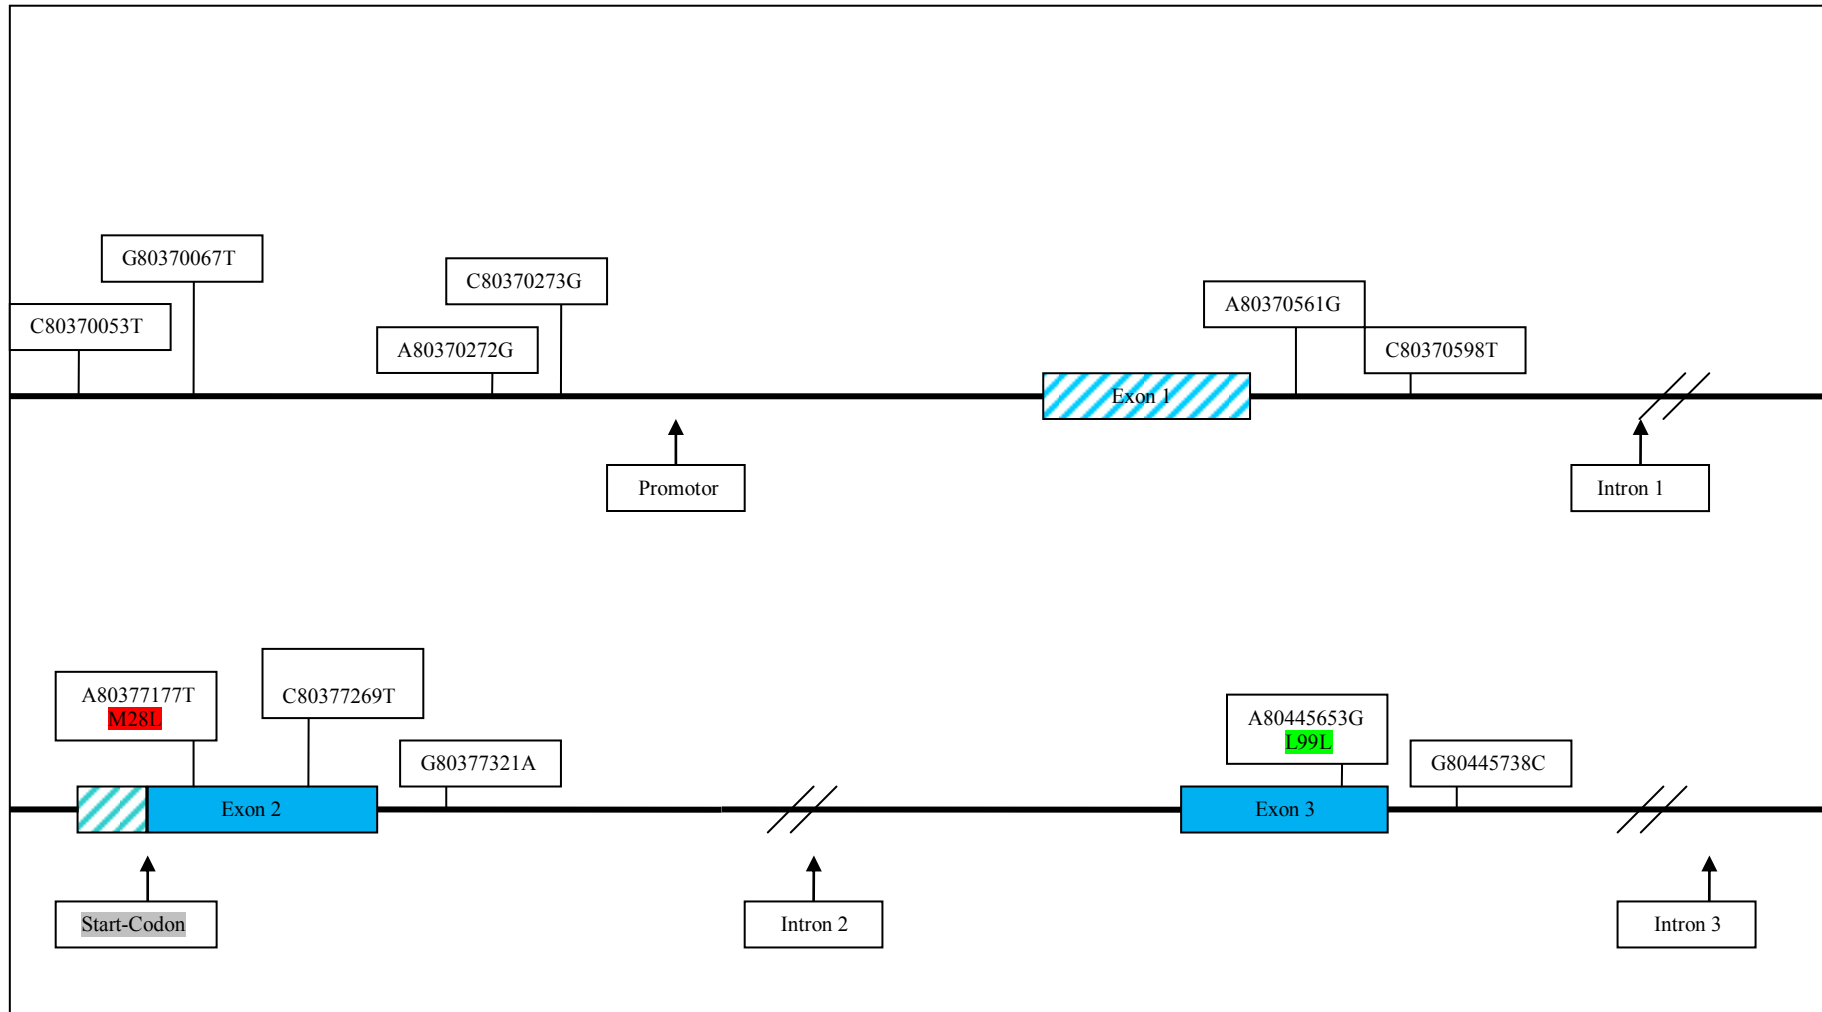 G80370067T
C80370273G
A80370561G
C80370053T
A80370272G
C80370598T
Exon 1
Promotor
Intron 1
A80377177T
M28L
C80377269T
A80445653G
L99L
G80377321A
G80445738C
Exon 2
Exon 3
Start-Codon
Intron 2
Intron 3